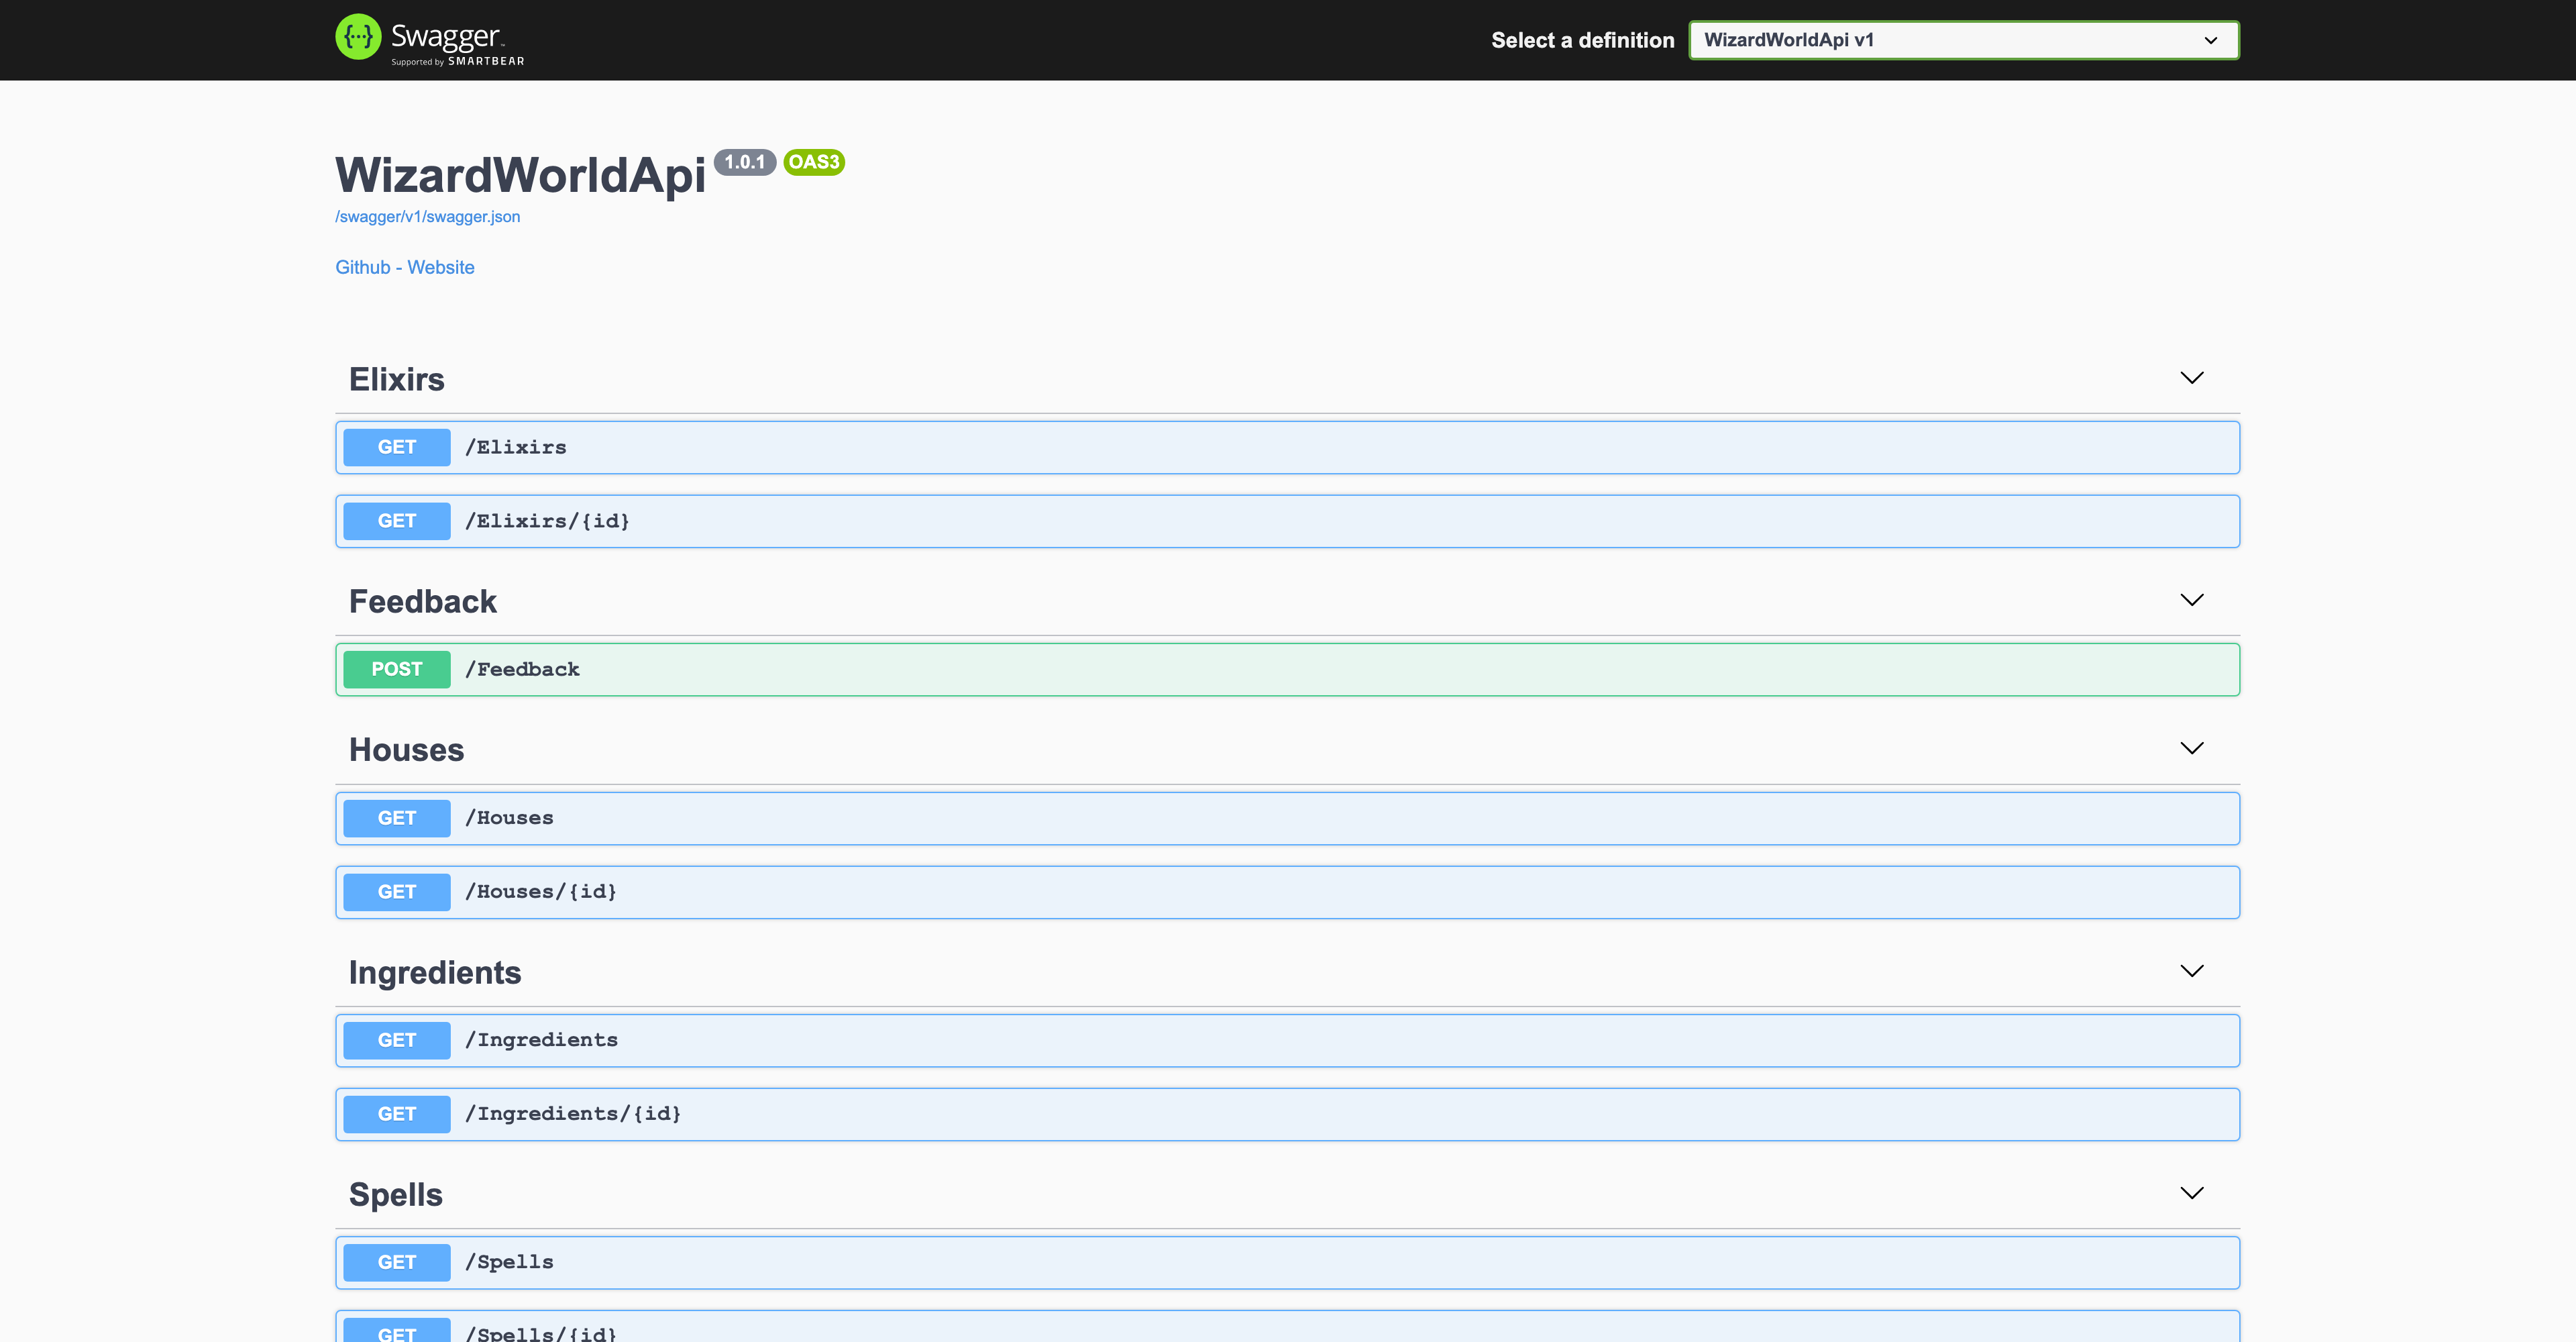 {···} Swagger™
Supported by SMARTBEAR
Select a definition
WizardWorldApi v1
WizardWorldApi 1.0.1 OAS3
/swagger/v1/swagger.json
Github - Website
Elixirs
GET /Elixirs
GET /Elixirs/{id}
Feedback
POST /Feedback
Houses
GET /Houses
GET /Houses/{id}
Ingredients
GET /Ingredients
GET /Ingredients/{id}
Spells
GET /Spells
GET /Spells/{id}